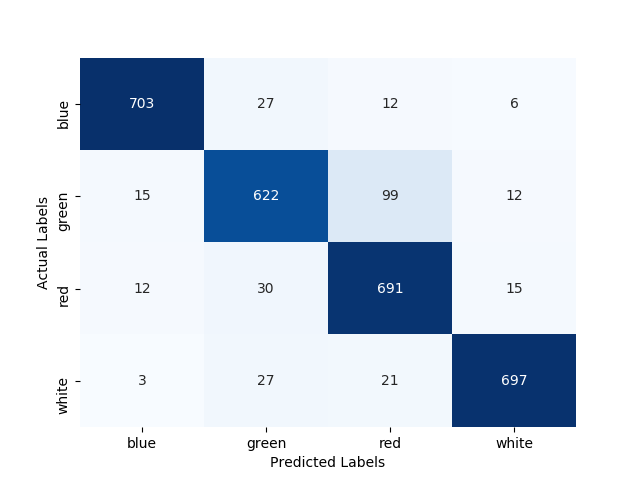 blue 703 27 12 6
green 15 622 99 12
red 12 30 691 15
white 3 27 21 697
Actual Labels
blue green red white
Predicted Labels